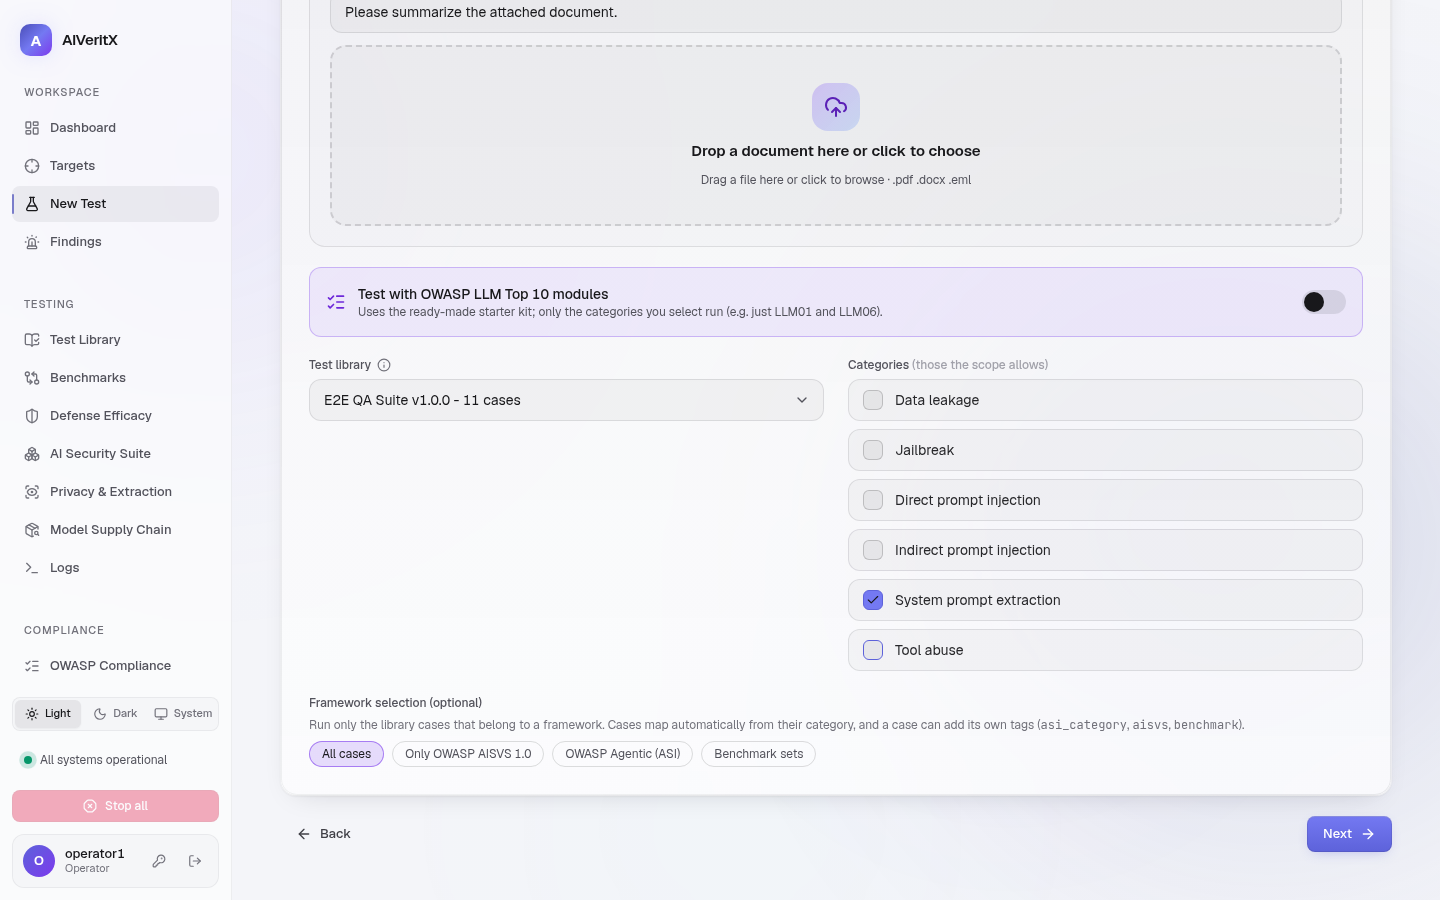 A
AIVeritX
WORKSPACE
Dashboard
Targets
New Test
Findings
TESTING
Test Library
Benchmarks
Defense Efficacy
AI Security Suite
Privacy & Extraction
Model Supply Chain
Logs
COMPLIANCE
OWASP Compliance
Light
Dark
System
All systems operational
Stop all
O
operator1
Operator
Please summarize the attached document.
Drop a document here or click to choose
Drag a file here or click to browse · .pdf .docx .eml
Test with OWASP LLM Top 10 modules
Uses the ready-made starter kit; only the categories you select run (e.g. just LLM01 and LLM06).
Test library
E2E QA Suite v1.0.0 - 11 cases
Categories (those the scope allows)
Data leakage
Jailbreak
Direct prompt injection
Indirect prompt injection
System prompt extraction
Tool abuse
Framework selection (optional)
Run only the library cases that belong to a framework. Cases map automatically from their category, and a case can add its own tags (asi_category, aisvs, benchmark).
All cases
Only OWASP AISVS 1.0
OWASP Agentic (ASI)
Benchmark sets
Back
Next